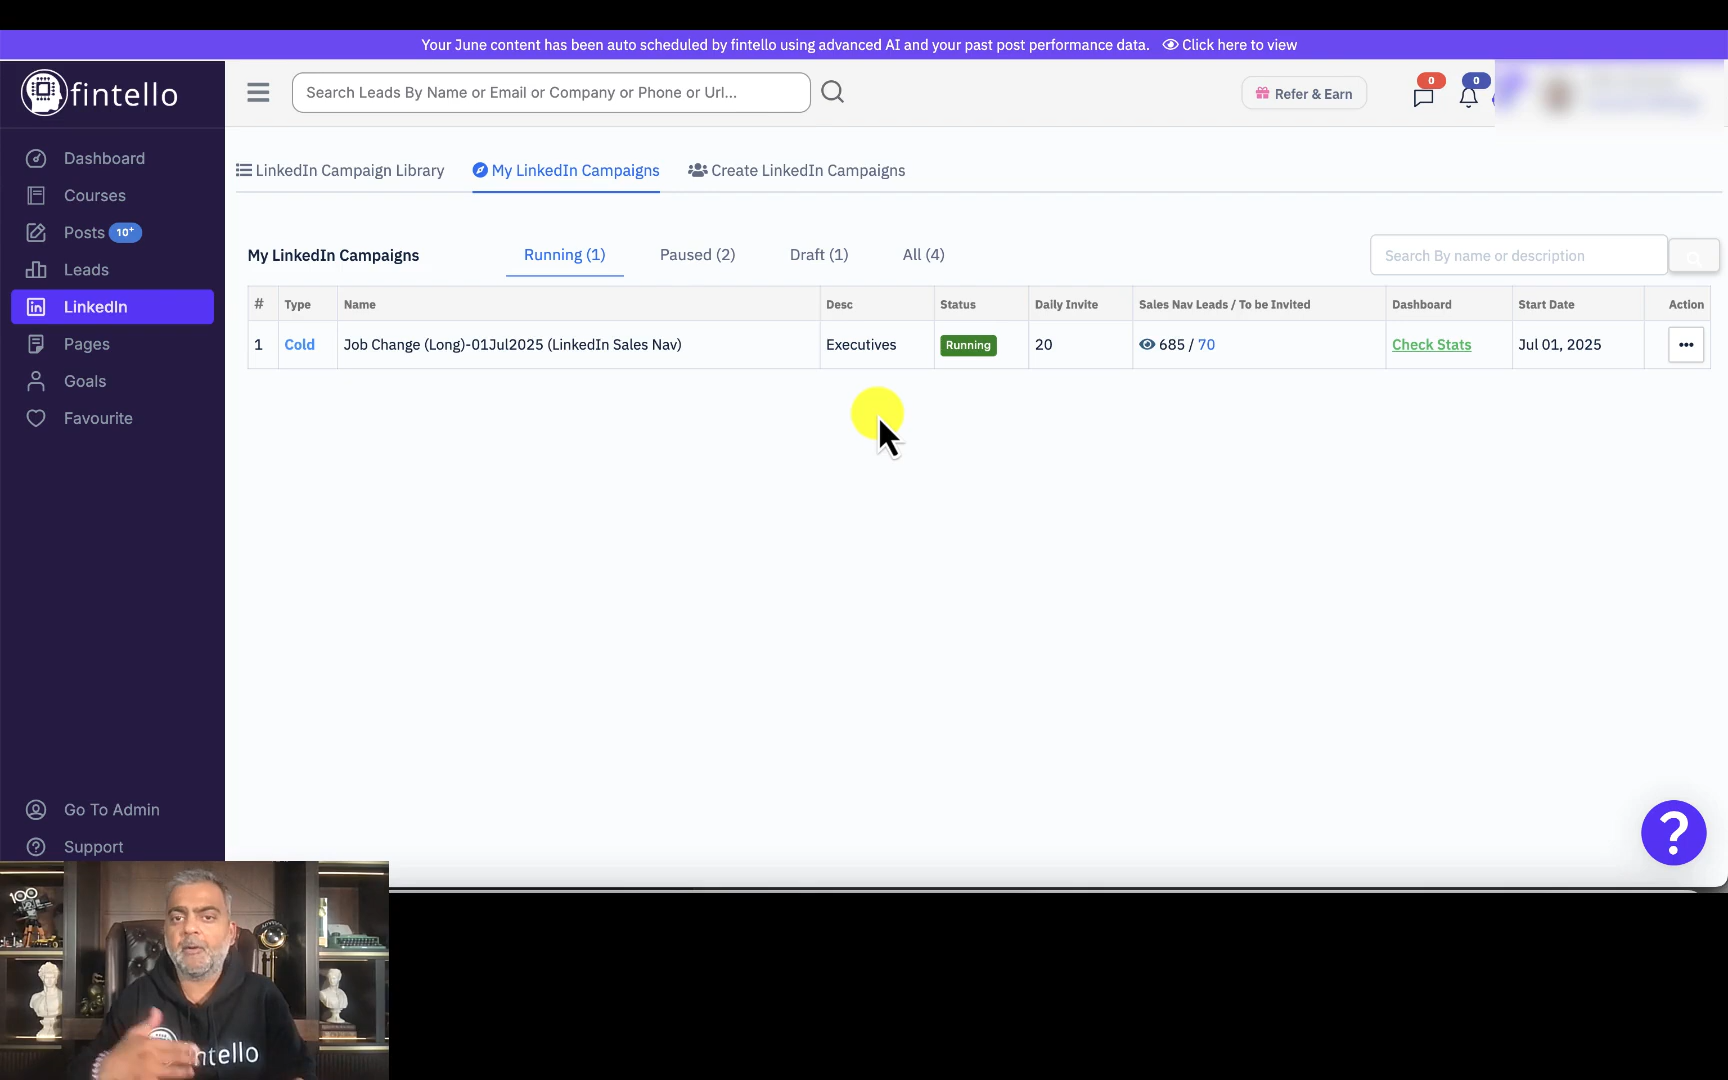 Your June content has been auto scheduled by fintello using advanced AI and your past post performance data. Click here to view
fintello
Search Leads By Name or Email or Company or Phone or Url...
Refer & Earn
0
0
Dashboard
Courses
Posts 10+
Leads
LinkedIn
Pages
Goals
Favourite
Go To Admin
Support
LinkedIn Campaign Library
My LinkedIn Campaigns
Create LinkedIn Campaigns
My LinkedIn Campaigns
Running (1)
Paused (2)
Draft (1)
All (4)
Search By name or description
# Type Name Desc Status Daily Invite Sales Nav Leads / To be Invited Dashboard Start Date Action
1 Cold Job Change (Long)-01Jul2025 (LinkedIn Sales Nav) Executives Running 20 685 / 70 Check Stats Jul 01, 2025 •••
?
100
ntello